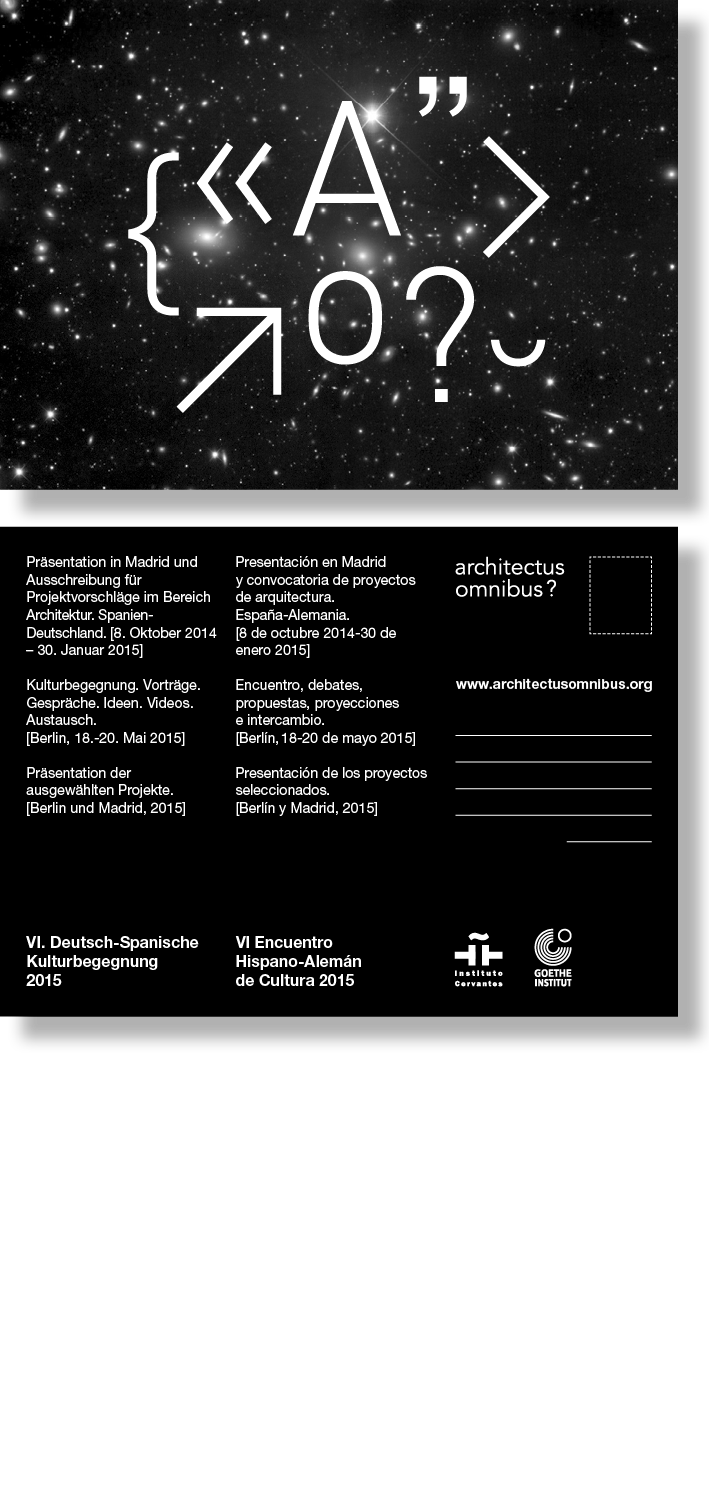 {«A”>
↗o?⌣
Präsentation in Madrid und
Ausschreibung für
Projektvorschläge im Bereich
Architektur. Spanien-
Deutschland. [8. Oktober 2014
– 30. Januar 2015]
Kulturbegegnung. Vorträge.
Gespräche. Ideen. Videos.
Austausch.
[Berlin, 18.-20. Mai 2015]
Präsentation der
ausgewählten Projekte.
[Berlin und Madrid, 2015]
VI. Deutsch-Spanische
Kulturbegegnung
2015
Presentación en Madrid
y convocatoria de proyectos
de arquitectura.
España-Alemania.
[8 de octubre 2014-30 de
enero 2015]
Encuentro, debates,
propuestas, proyecciones
e intercambio.
[Berlín, 18-20 de mayo 2015]
Presentación de los proyectos
seleccionados.
[Berlín y Madrid, 2015]
VI Encuentro
Hispano-Alemán
de Cultura 2015
architectus
omnibus?
www.architectusomnibus.org
Instituto
Cervantes
GOETHE
INSTITUT